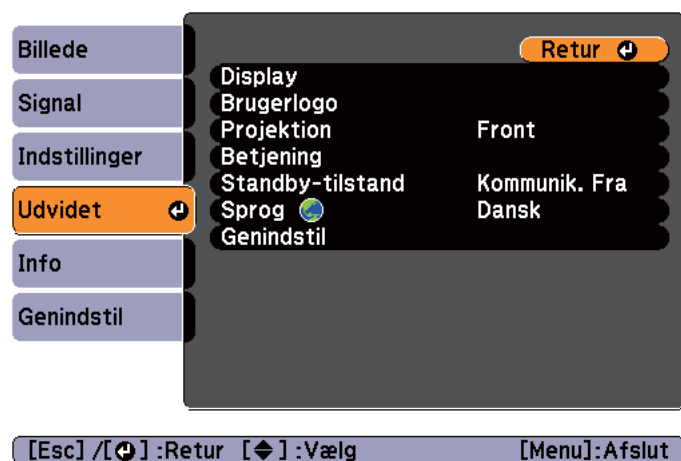 Billede
Signal
Indstillinger
Udvidet
Info
Genindstil
Retur
Display
Brugerlogo
Projektion Front
Betjening
Standby-tilstand Kommunik. Fra
Sprog Dansk
Genindstil
[Esc] /[ ] :Retur [ ] :Vælg [Menu]:Afslut